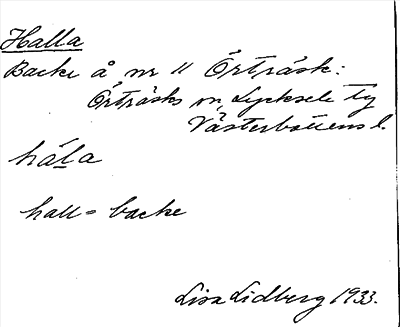 Halla
Backe å nr 11 Örträsk:
Örträsks sn, Lycksele tg
Västerbottens l.
hála
hall = backe
Lisa Lidberg 1933.